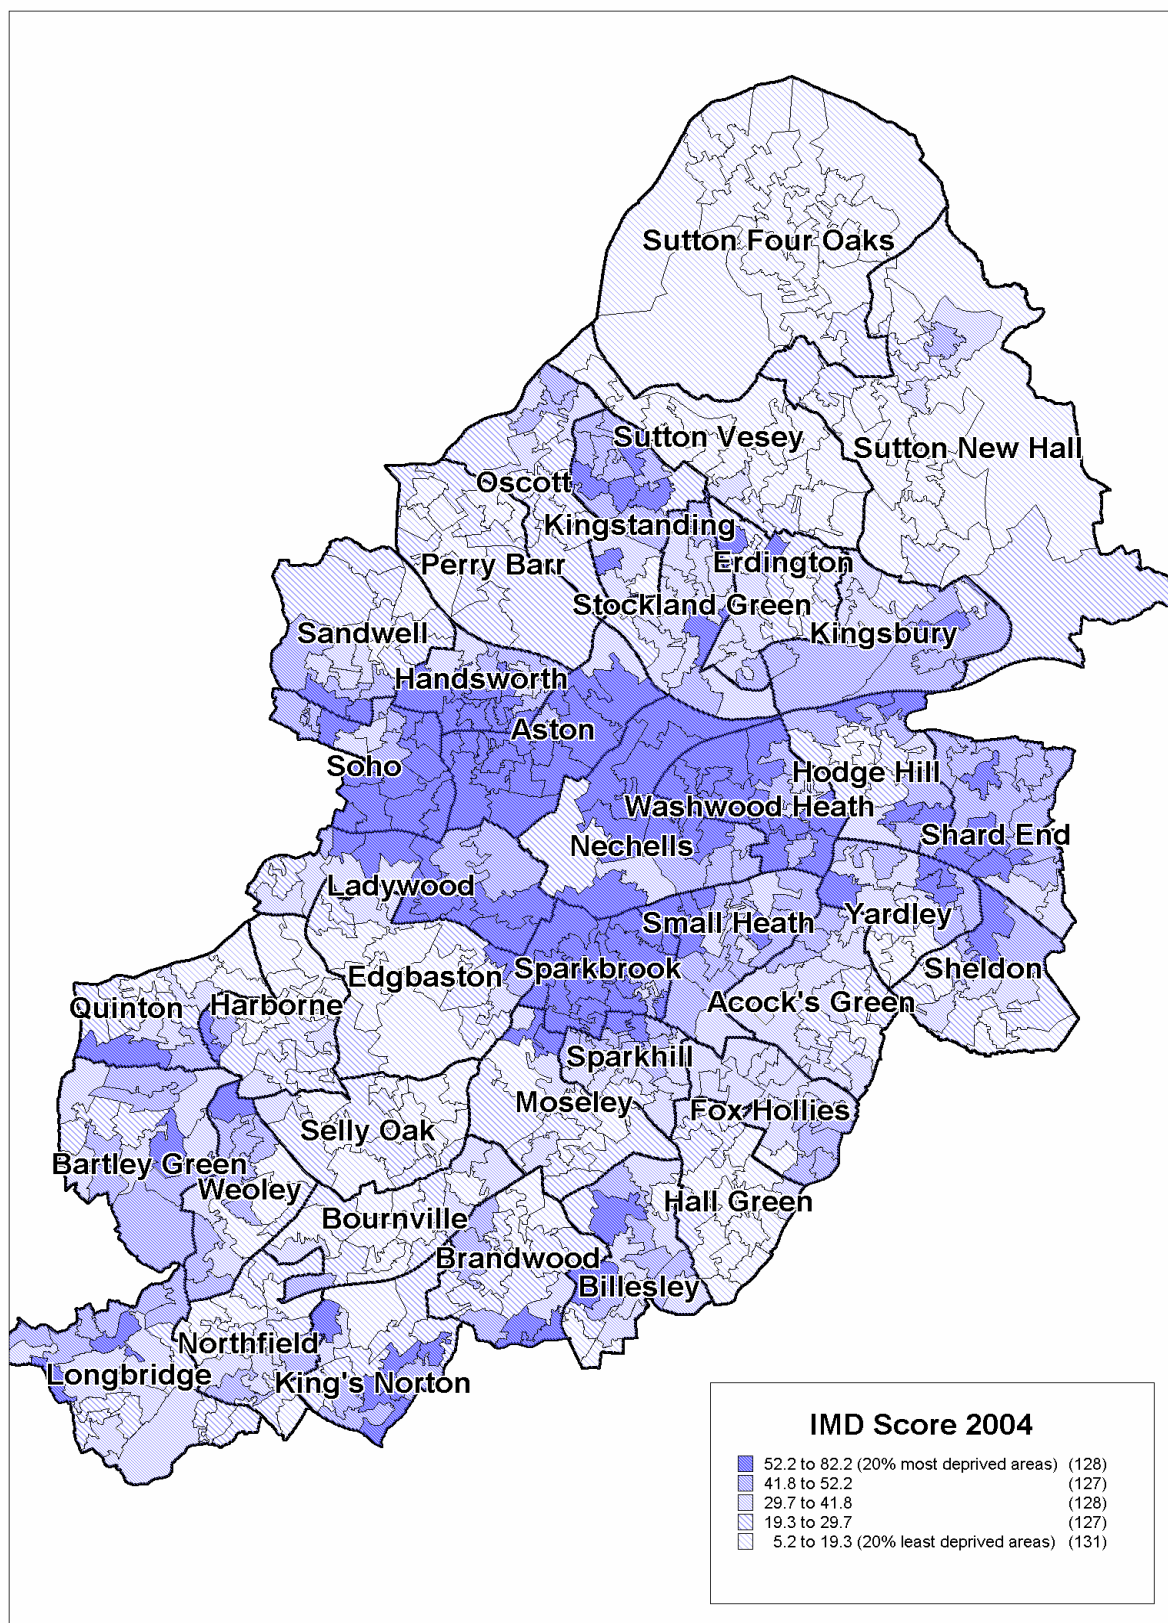 Sutton Four Oaks
Sutton Vesey
Sutton New Hall
Oscott
Kingstanding
Perry Barr
Erdington
Stockland Green
Sandwell
Kingsbury
Handsworth
Aston
Soho
Hodge Hill
Washwood Heath
Shard End
Nechells
Ladywood
Small Heath
Yardley
Edgbaston
Sparkbrook
Sheldon
Quinton
Harborne
Acock's Green
Sparkhill
Moseley
Fox Hollies
Selly Oak
Bartley Green
Weoley
Hall Green
Bournville
Brandwood
Billesley
Northfield
Longbridge
King's Norton
IMD Score 2004
52.2 to 82.2 (20% most deprived areas) (128)
41.8 to 52.2 (127)
29.7 to 41.8 (128)
19.3 to 29.7 (127)
5.2 to 19.3 (20% least deprived areas) (131)